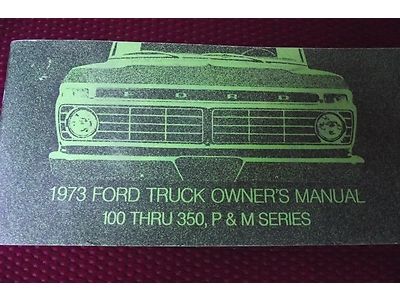 FORD
1973 FORD TRUCK OWNER'S MANUAL
100 THRU 350, P & M SERIES